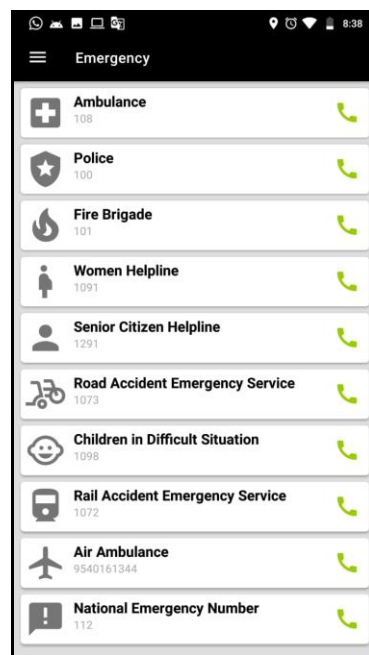 8:38
Emergency
Ambulance
108
Police
100
Fire Brigade
101
Women Helpline
1091
Senior Citizen Helpline
1291
Road Accident Emergency Service
1073
Children in Difficult Situation
1098
Rail Accident Emergency Service
1072
Air Ambulance
9540161344
National Emergency Number
112